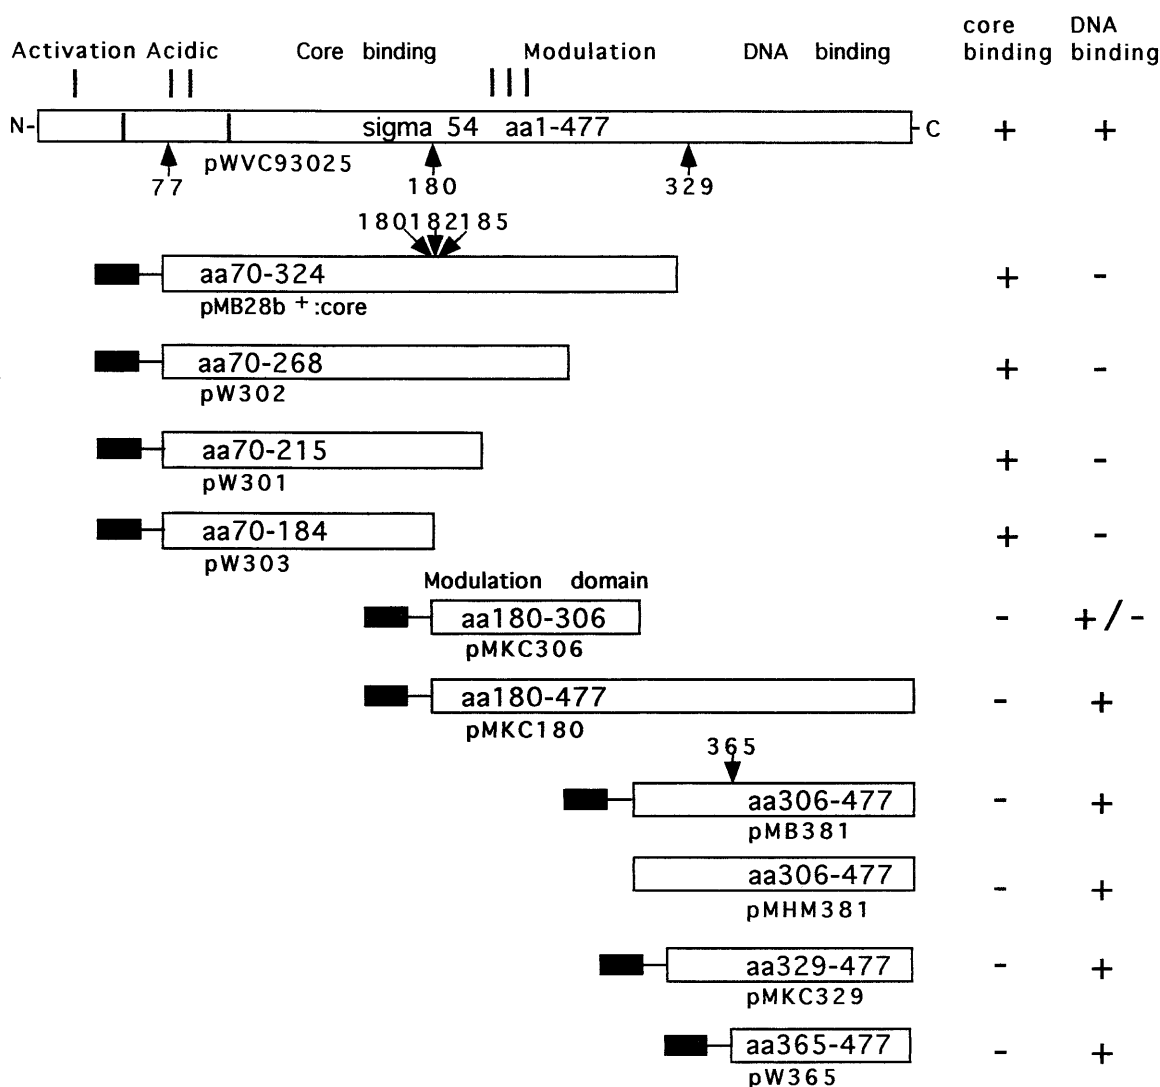 core DNA
Activation Acidic Core binding Modulation DNA binding binding binding
N- sigma 54 aa1-477 -C + +
pWVC93025
77 180 329
180182185
aa70-324 + -
pMB28b +:core
aa70-268 + -
pW302
aa70-215 + -
pW301
aa70-184 + -
pW303
Modulation domain
aa180-306 - +/-
pMKC306
aa180-477 - +
pMKC180
365
aa306-477 - +
pMB381
aa306-477 - +
pMHM381
aa329-477 - +
pMKC329
aa365-477 - +
pW365